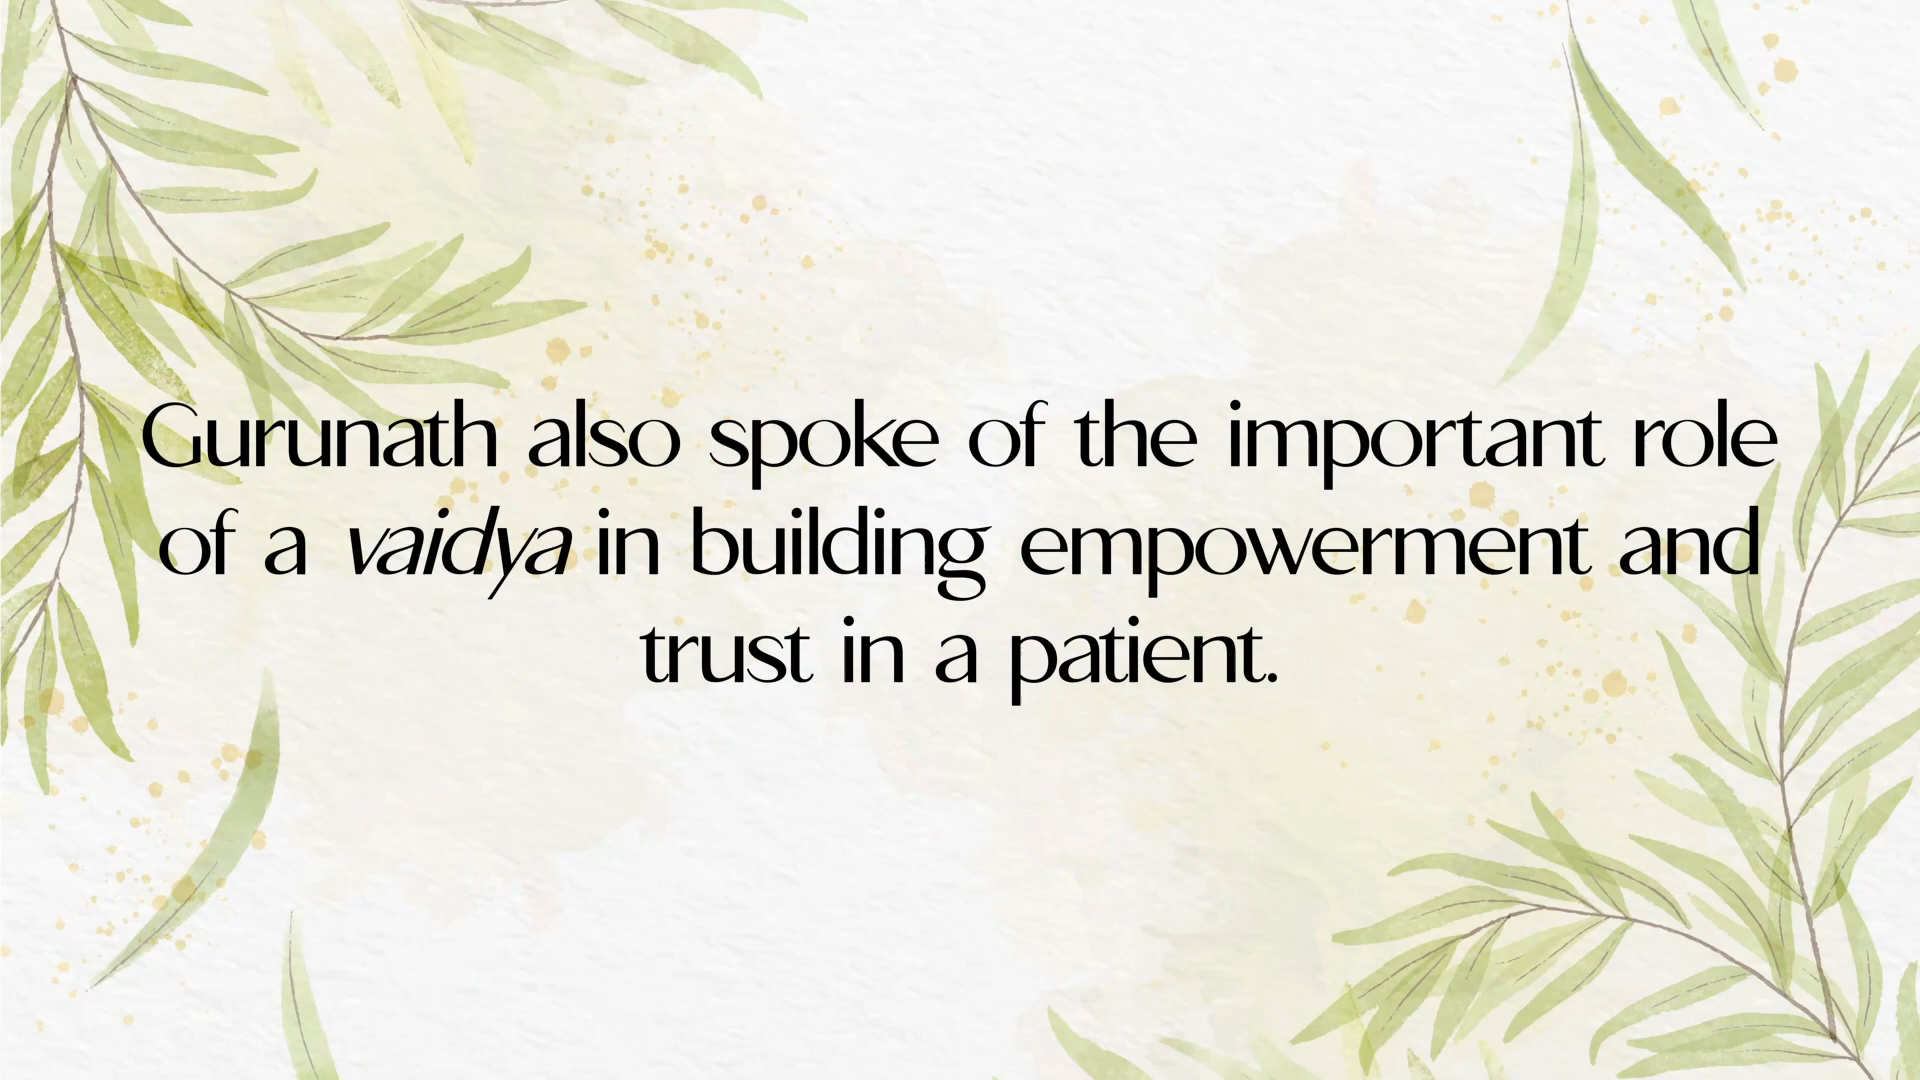 Gurunath also spoke of the important role
of a vaidya in building empowerment and
trust in a patient.